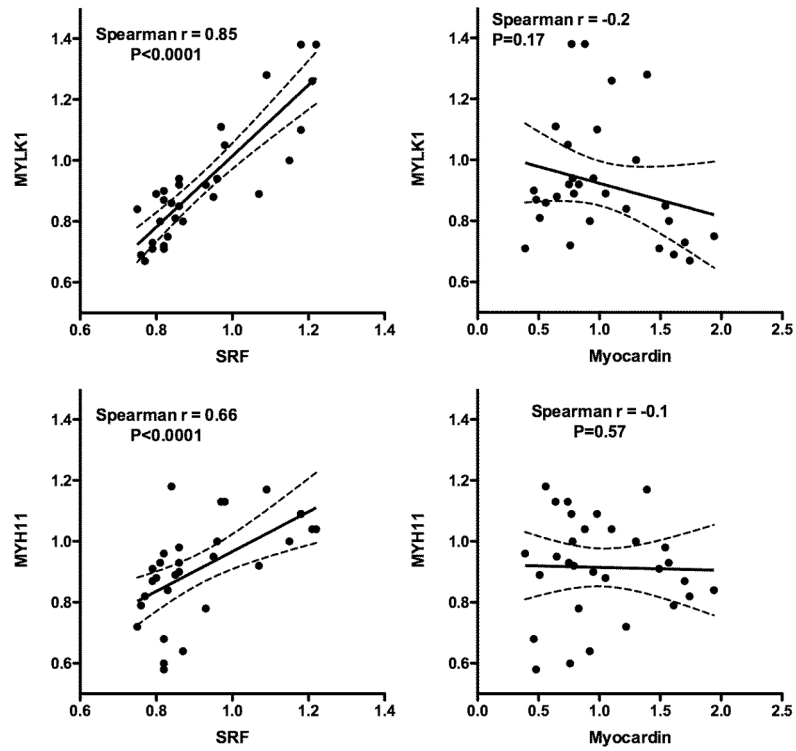 Spearman r = 0.85
P<0.0001
1.4
1.2
1.0
0.8
0.6
MYLK1
0.6 0.8 1.0 1.2 1.4
SRF
Spearman r = -0.2
P=0.17
1.4
1.2
1.0
0.8
0.6
MYLK1
0.0 0.5 1.0 1.5 2.0 2.5
Myocardin
Spearman r = 0.66
P<0.0001
1.4
1.2
1.0
0.8
0.6
MYH11
0.6 0.8 1.0 1.2 1.4
SRF
Spearman r = -0.1
P=0.57
1.4
1.2
1.0
0.8
0.6
MYH11
0.0 0.5 1.0 1.5 2.0 2.5
Myocardin